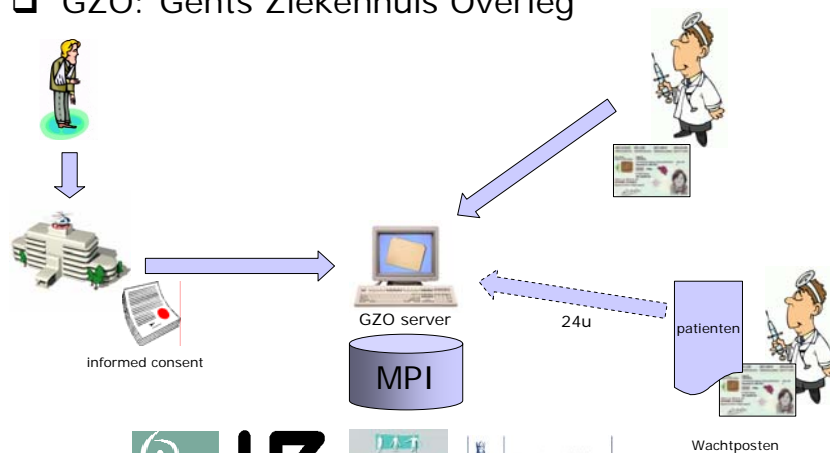 GZO: Gents Ziekenhuis Overleg
GZO server
24u
patienten
informed consent
MPI
Wachtposten